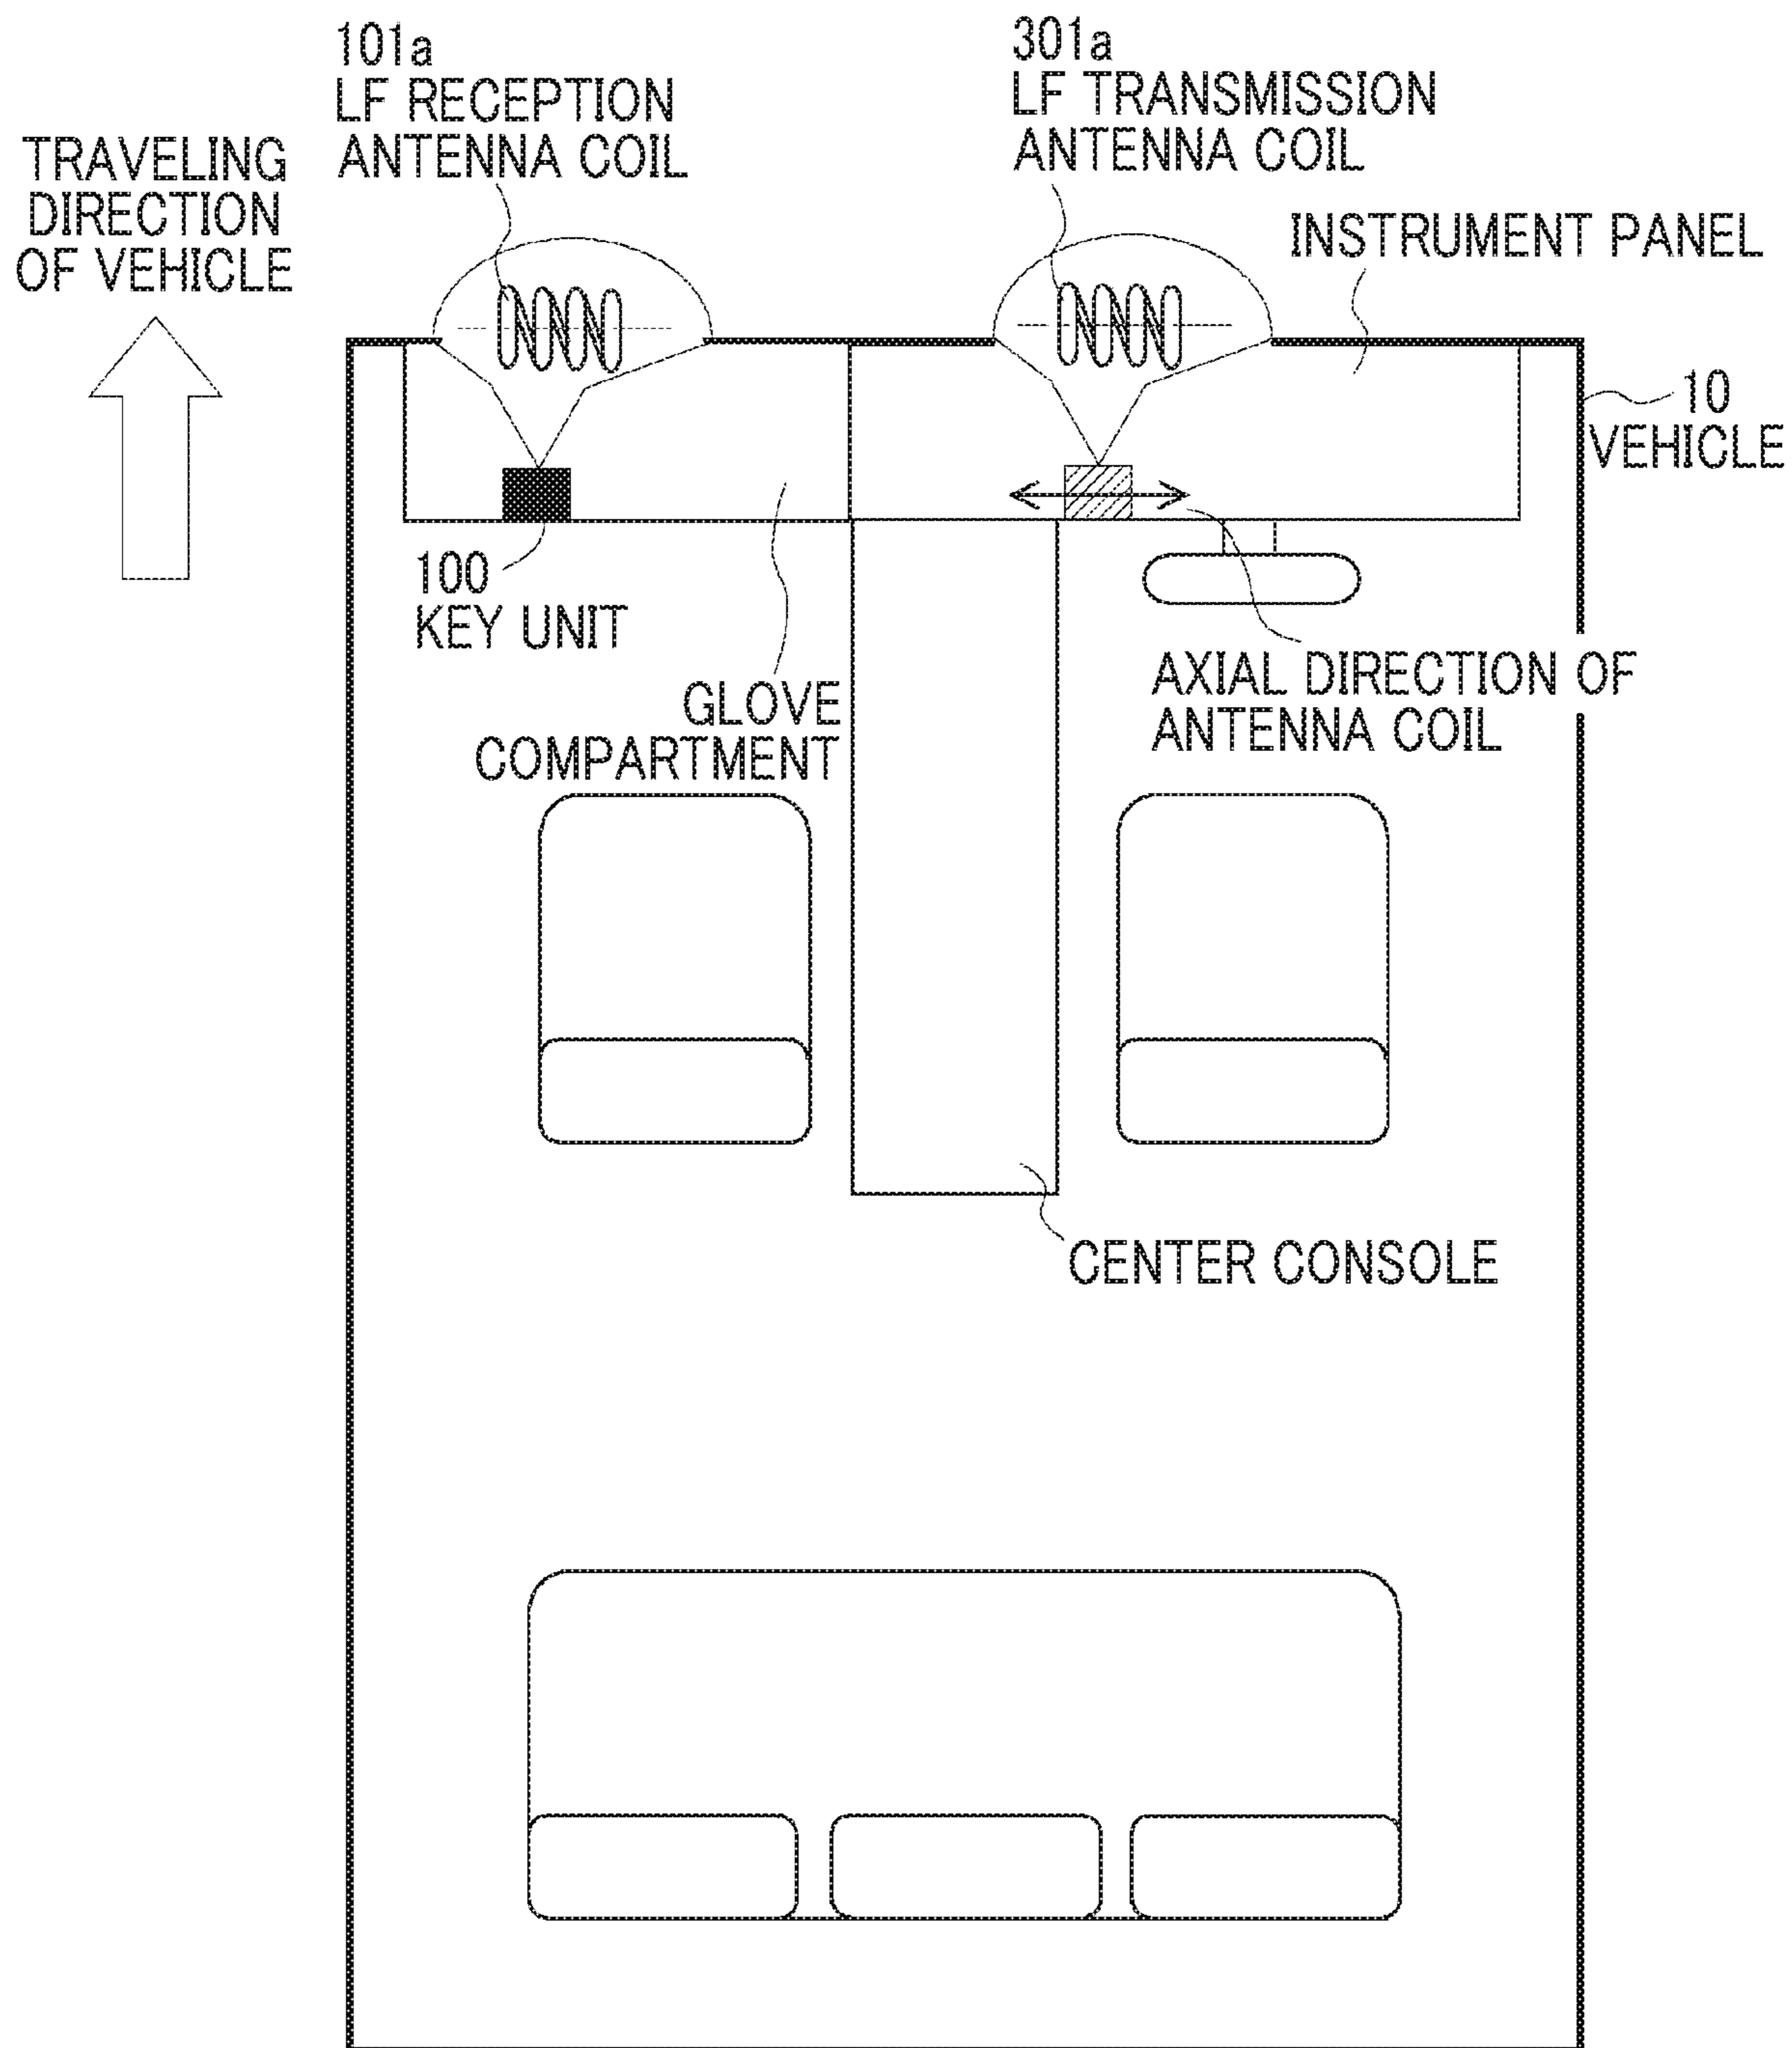 101a
LF RECEPTION
ANTENNA COIL
301a
LF TRANSMISSION
ANTENNA COIL
TRAVELING
DIRECTION
OF VEHICLE
INSTRUMENT PANEL
10
VEHICLE
100
KEY UNIT
GLOVE
COMPARTMENT
AXIAL DIRECTION OF
ANTENNA COIL
CENTER CONSOLE